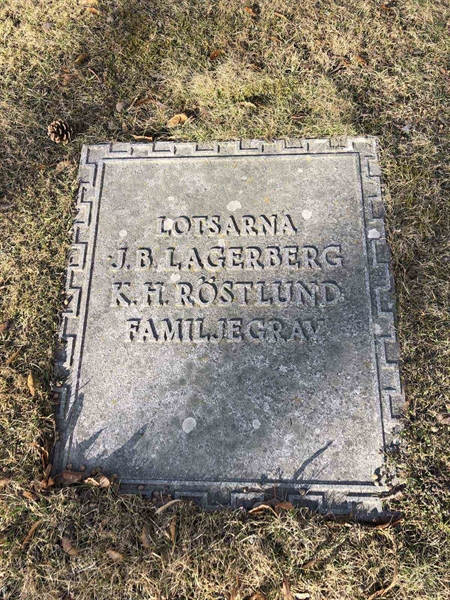 LOTSARNA
J. B. LAGERBERG
K. H. RÖSTLUND
FAMILJEGRAV